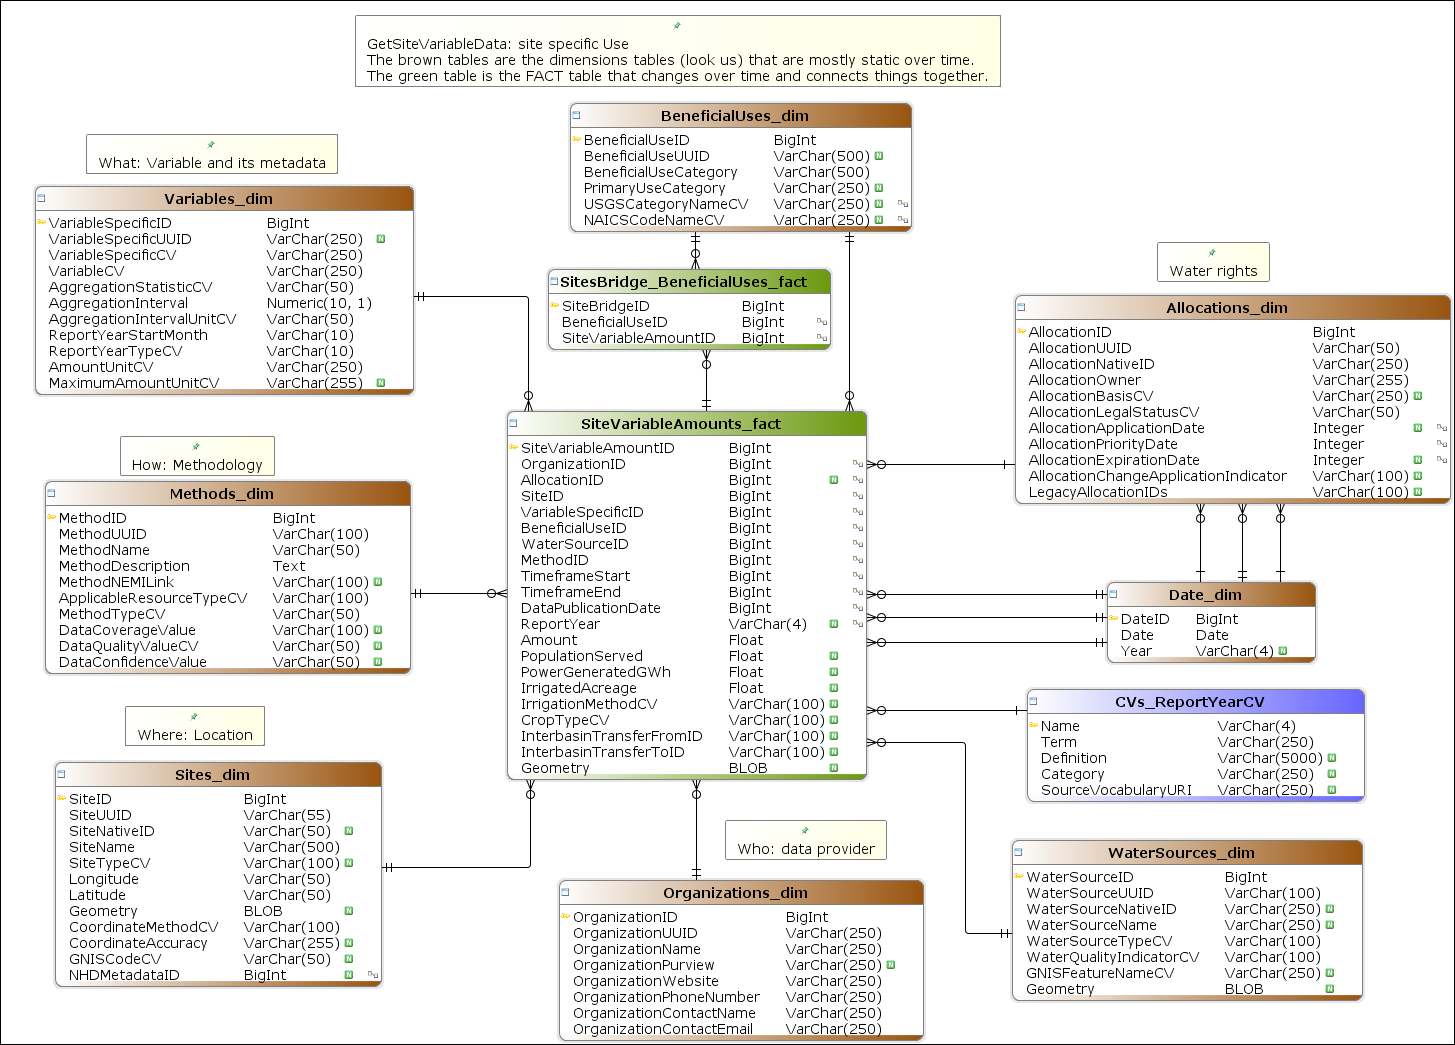 GetSiteVariableData: site specific Use
The brown tables are the dimensions tables (look us) that are mostly static over time.
The green table is the FACT table that changes over time and connects things together.
BeneficialUses_dim
BeneficialUseID BigInt
BeneficialUseUUID VarChar(500) N
BeneficialUseCategory VarChar(500)
PrimaryUseCategory VarChar(250) N
USGSCategoryNameCV VarChar(250) N
NAICSCodeNameCV VarChar(250) N
What: Variable and its metadata
Variables_dim
VariableSpecificID BigInt
VariableSpecificUUID VarChar(250) N
VariableSpecificCV VarChar(250)
VariableCV VarChar(250)
AggregationStatisticCV VarChar(50)
AggregationInterval Numeric(10, 1)
AggregationIntervalUnitCV VarChar(50)
ReportYearStartMonth VarChar(10)
ReportYearTypeCV VarChar(10)
AmountUnitCV VarChar(250)
MaximumAmountUnitCV VarChar(255) N
SitesBridge_BeneficialUses_fact
SiteBridgeID BigInt
BeneficialUseID BigInt
SiteVariableAmountID BigInt
Water rights
Allocations_dim
AllocationID BigInt
AllocationUUID VarChar(50)
AllocationNativeID VarChar(250)
AllocationOwner VarChar(255)
AllocationBasisCV VarChar(250) N
AllocationLegalStatusCV VarChar(50)
AllocationApplicationDate Integer N
AllocationPriorityDate Integer
AllocationExpirationDate Integer N
AllocationChangeApplicationIndicator VarChar(100) N
LegacyAllocationIDs VarChar(100) N
SiteVariableAmounts_fact
SiteVariableAmountID BigInt
OrganizationID BigInt
AllocationID BigInt N
SiteID BigInt
VariableSpecificID BigInt
BeneficialUseID BigInt
WaterSourceID BigInt
MethodID BigInt
TimeframeStart BigInt
TimeframeEnd BigInt
DataPublicationDate BigInt
ReportYear VarChar(4) N
Amount Float
PopulationServed Float N
PowerGeneratedGWh Float N
IrrigatedAcreage Float N
IrrigationMethodCV VarChar(100) N
CropTypeCV VarChar(100) N
InterbasinTransferFromID VarChar(100) N
InterbasinTransferToID VarChar(100) N
Geometry BLOB N
How: Methodology
Methods_dim
MethodID BigInt
MethodUUID VarChar(100)
MethodName VarChar(50)
MethodDescription Text
MethodNEMILink VarChar(100) N
ApplicableResourceTypeCV VarChar(100)
MethodTypeCV VarChar(50)
DataCoverageValue VarChar(100) N
DataQualityValueCV VarChar(50) N
DataConfidenceValue VarChar(50) N
Date_dim
DateID BigInt
Date Date
Year VarChar(4) N
CVs_ReportYearCV
Name VarChar(4)
Term VarChar(250)
Definition VarChar(5000) N
Category VarChar(250) N
SourceVocabularyURI VarChar(250) N
Where: Location
Sites_dim
SiteID BigInt
SiteUUID VarChar(55)
SiteNativeID VarChar(50) N
SiteName VarChar(500)
SiteTypeCV VarChar(100) N
Longitude VarChar(50)
Latitude VarChar(50)
Geometry BLOB N
CoordinateMethodCV VarChar(100)
CoordinateAccuracy VarChar(255) N
GNISCodeCV VarChar(50) N
NHDMetadataID BigInt N
Who: data provider
Organizations_dim
OrganizationID BigInt
OrganizationUUID VarChar(250)
OrganizationName VarChar(250)
OrganizationPurview VarChar(250) N
OrganizationWebsite VarChar(250)
OrganizationPhoneNumber VarChar(250)
OrganizationContactName VarChar(250)
OrganizationContactEmail VarChar(250)
WaterSources_dim
WaterSourceID BigInt
WaterSourceUUID VarChar(100)
WaterSourceNativeID VarChar(250) N
WaterSourceName VarChar(250) N
WaterSourceTypeCV VarChar(100)
WaterQualityIndicatorCV VarChar(100)
GNISFeatureNameCV VarChar(250) N
Geometry BLOB N